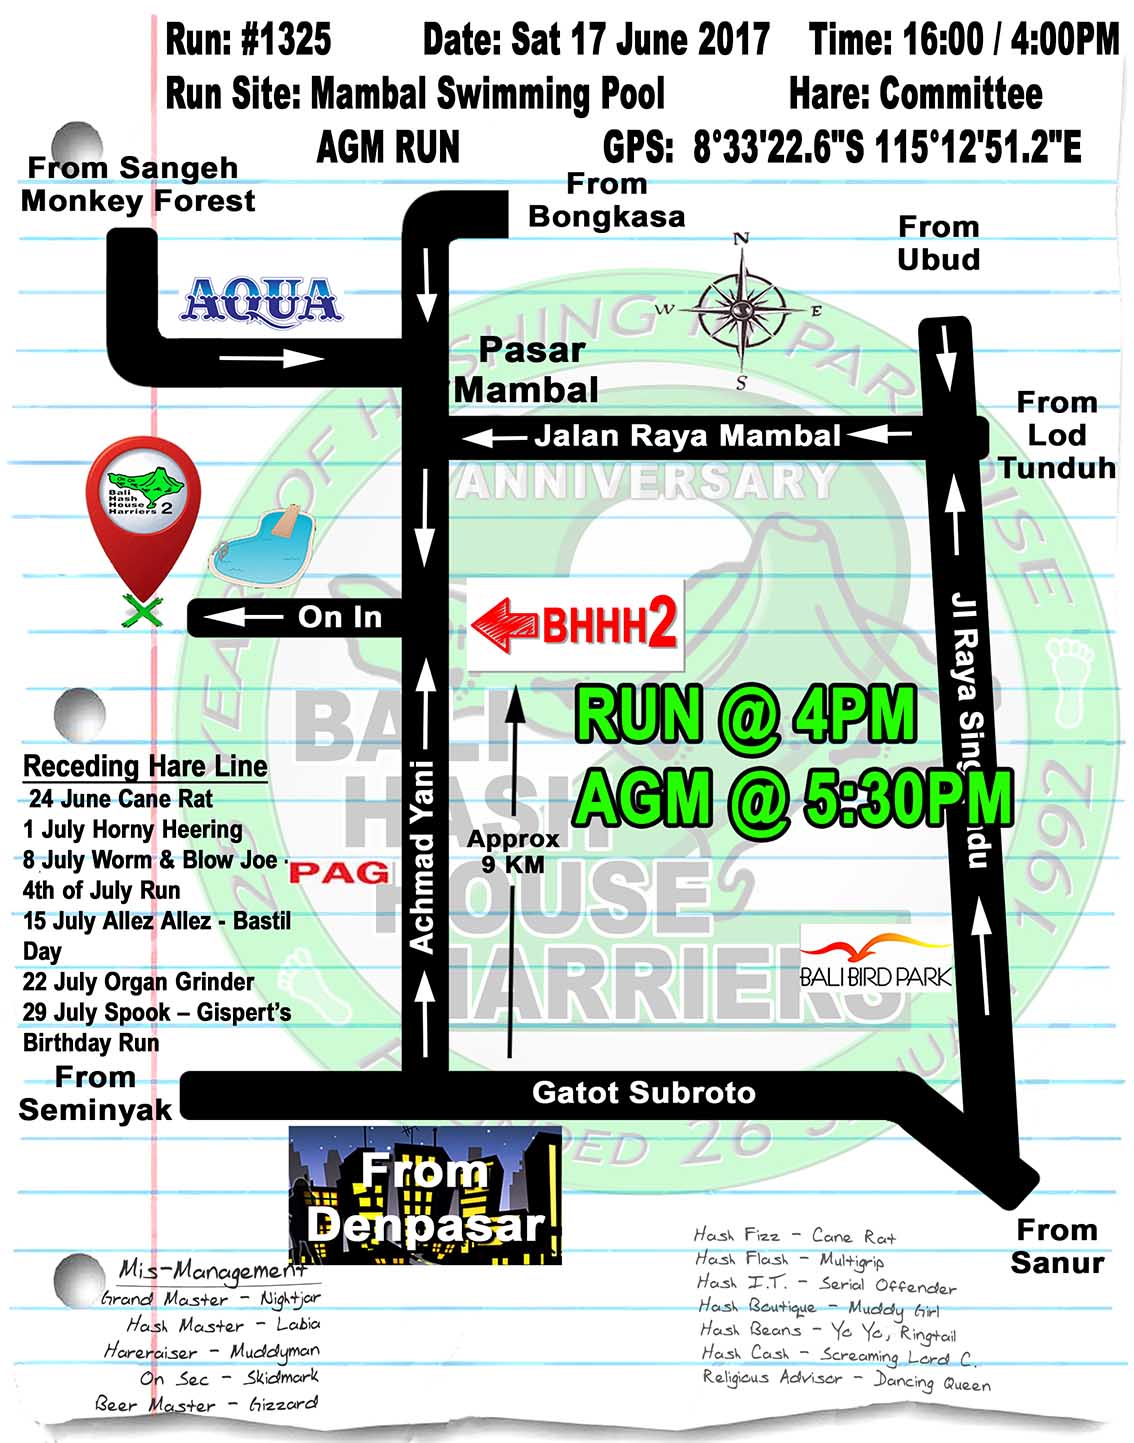 Run: #1325 Date: Sat 17 June 2017 Time: 16:00 / 4:00PM
Run Site: Mambal Swimming Pool Hare: Committee
AGM RUN GPS: 8°33'22.6"S 115°12'51.2"E
From Sangeh
Monkey Forest
From
Bongkasa
From
Ubud
N
W E
S
AQUA
Pasar
Mambal
From
Lod
Tunduh
Jalan Raya Mambal
ANNIVERSARY
Bali
Hash
House
Harriers 2
On In
BHHH2
RUN @ 4PM
AGM @ 5:30PM
Jl Raya Sing
du
Achmad Yani
Approx
9 KM
BALI
HASH
HOUSE
HARRIERS
1992
Receding Hare Line
24 June Cane Rat
1 July Horny Heering
8 July Worm & Blow Joe -
4th of July Run
15 July Allez Allez - Bastil
Day
22 July Organ Grinder
29 July Spook – Gispert's
Birthday Run
PAG
BALI BIRD PARK
From
Seminyak
Gatot Subroto
From
Denpasar
From
Sanur
Mis-Management
Grand Master - Nightjar
Hash Master - Labia
Hareraiser - Muddyman
On Sec - Skidmark
Beer Master - Gizzard
Hash Fizz - Cane Rat
Hash Flash - Multigrip
Hash I.T. - Serial Offender
Hash Boutique - Muddy Girl
Hash Beans - Yo Yo, Ringtail
Hash Cash - Screaming Lord C.
Religious Advisor - Dancing Queen